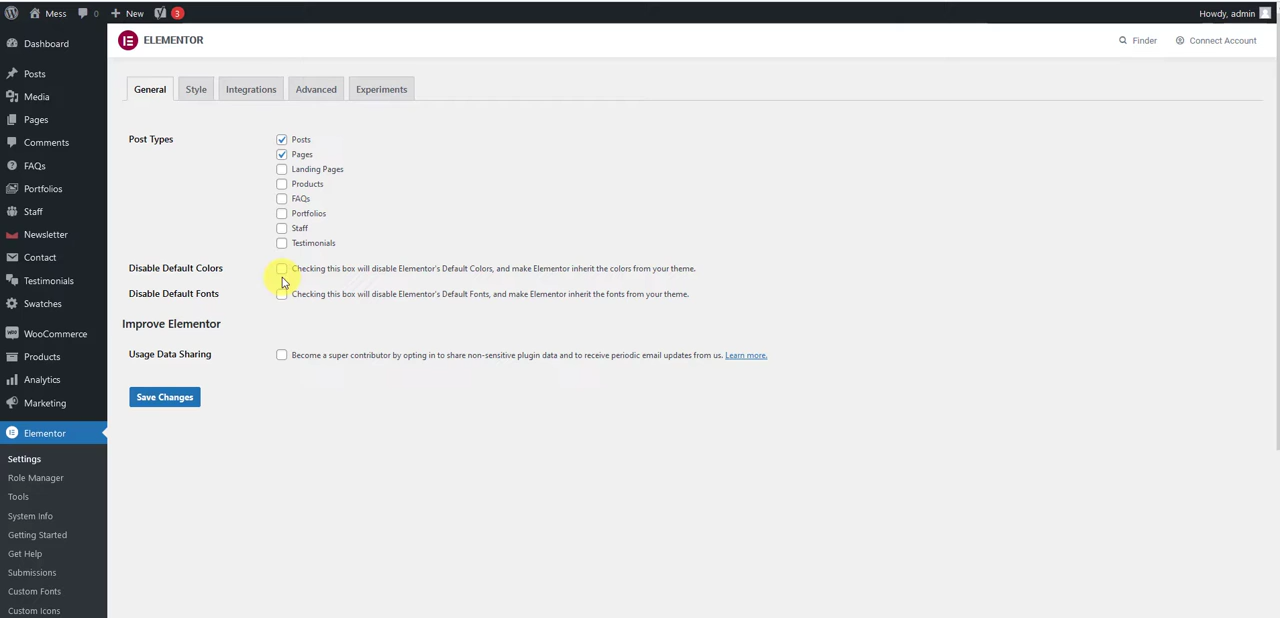 Mess 0 New 3 Howdy, admin
Dashboard
Posts
Media
Pages
Comments
FAQs
Portfolios
Staff
Newsletter
Contact
Testimonials
Swatches
WooCommerce
Products
Analytics
Marketing
Elementor
Settings
Role Manager
Tools
System Info
Getting Started
Get Help
Submissions
Custom Fonts
Custom Icons
ELEMENTOR Finder Connect Account
General Style Integrations Advanced Experiments
Post Types Posts
Pages
Landing Pages
Products
FAQs
Portfolios
Staff
Testimonials
Disable Default Colors Checking this box will disable Elementor's Default Colors, and make Elementor inherit the colors from your theme.
Disable Default Fonts Checking this box will disable Elementor's Default Fonts, and make Elementor inherit the fonts from your theme.
Improve Elementor
Usage Data Sharing Become a super contributor by opting in to share non-sensitive plugin data and to receive periodic email updates from us. Learn more.
Save Changes